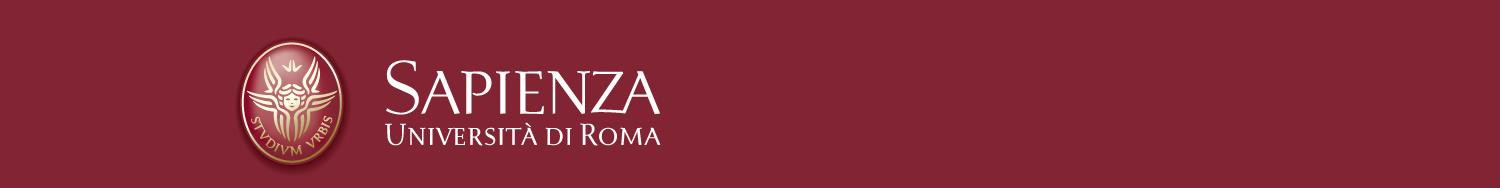 STVDIVM VRBIS
SAPIENZA
UNIVERSITÀ DI ROMA